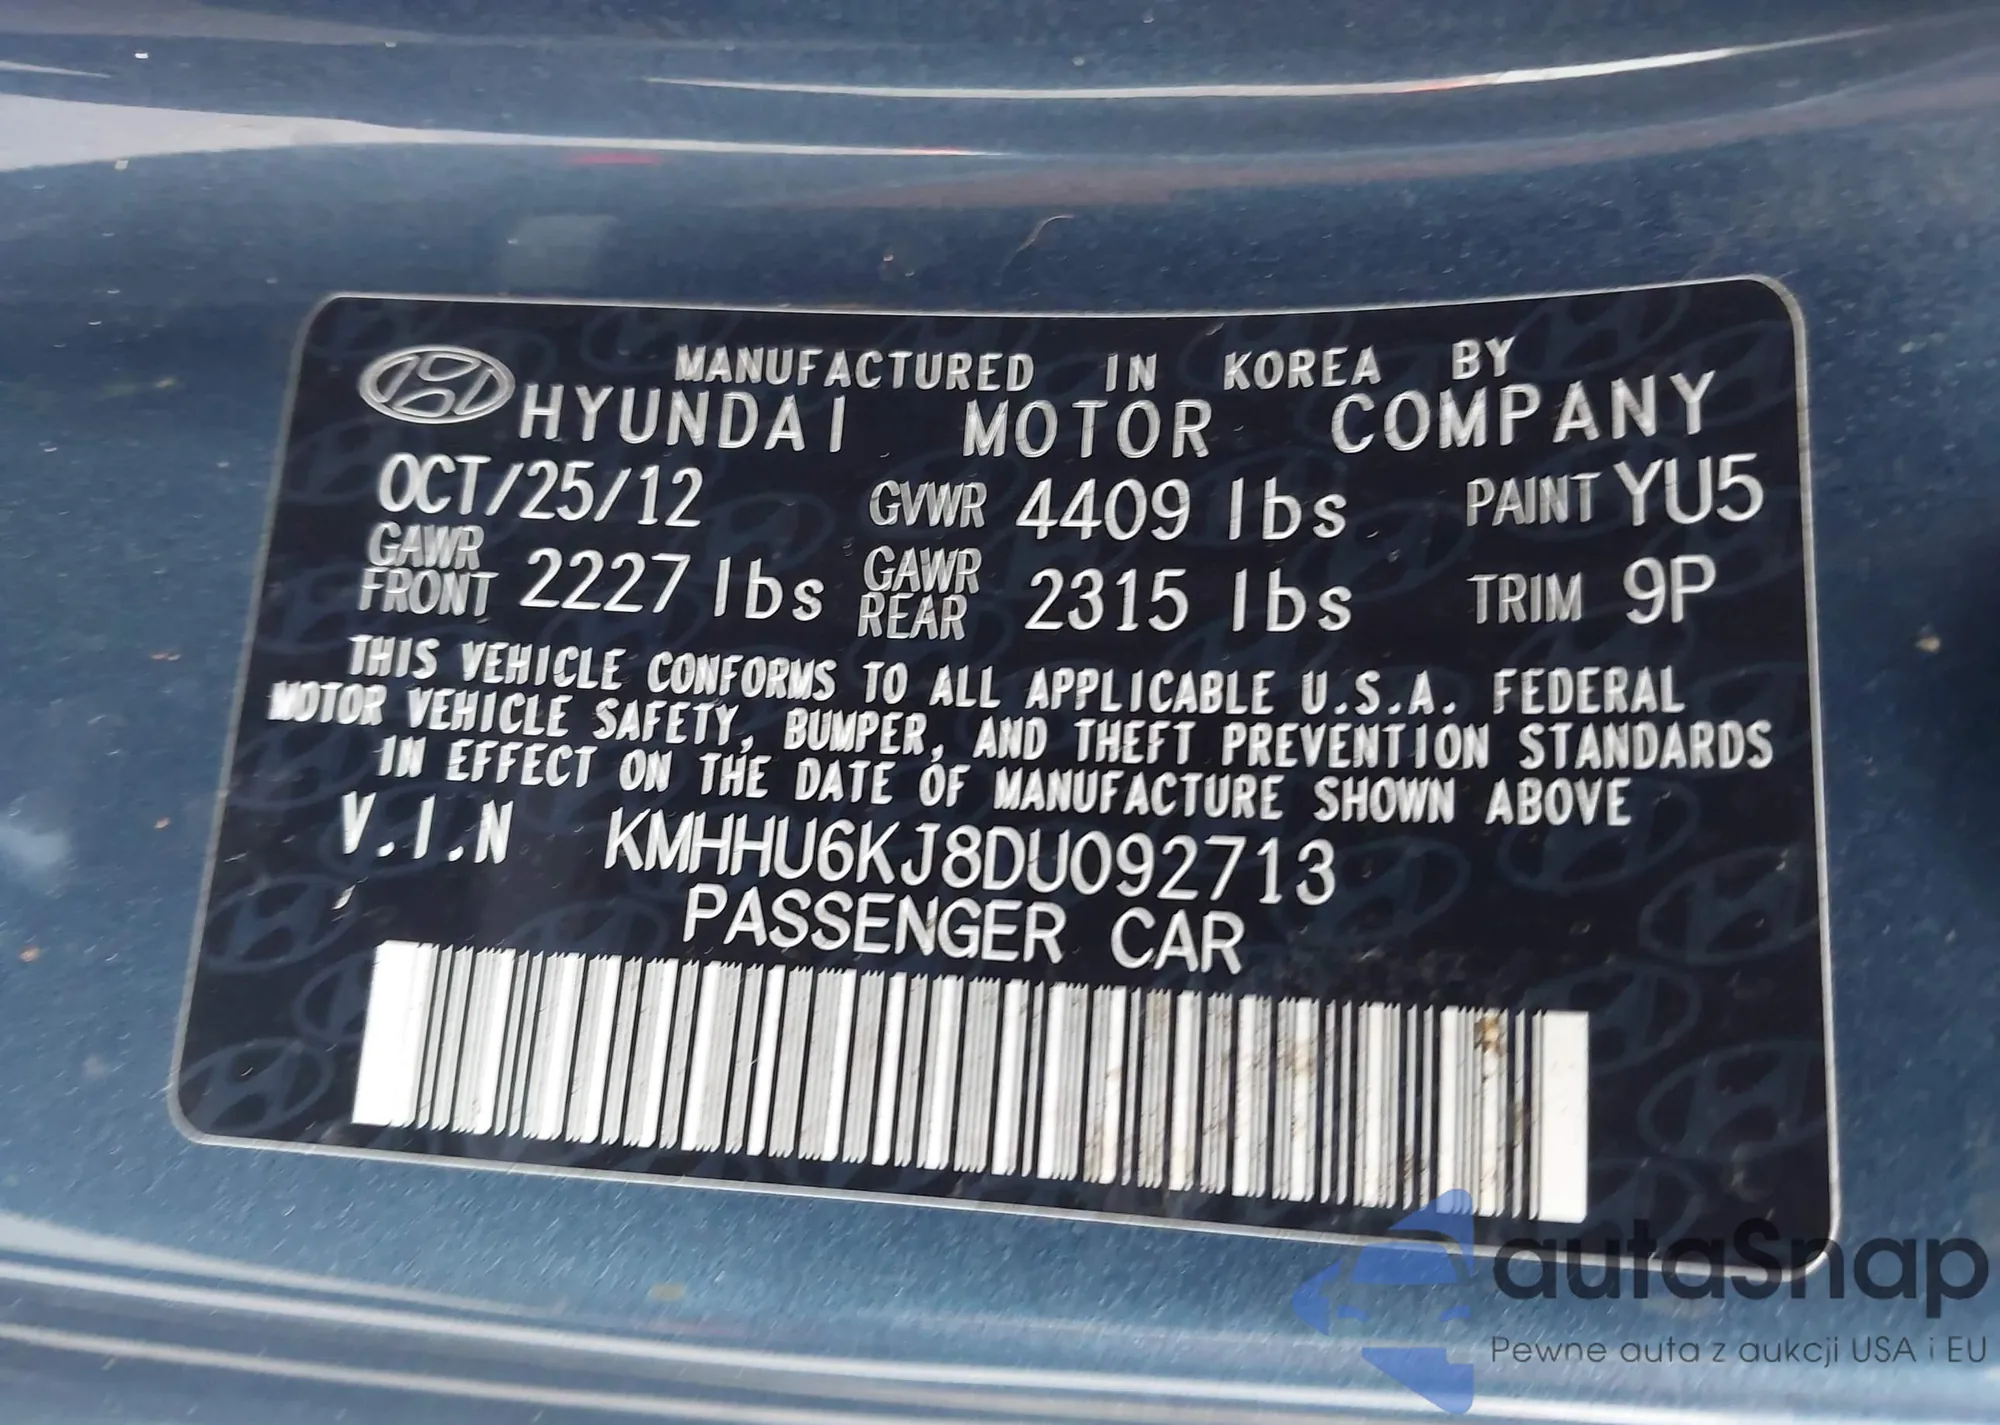 MANUFACTURED IN KOREA BY
HYUNDAI MOTOR COMPANY
OCT/25/12 GVWR 4409 lbs PAINT YU5
GAWR FRONT 2227 lbs GAWR REAR 2315 lbs TRIM 9P
THIS VEHICLE CONFORMS TO ALL APPLICABLE U.S.A. FEDERAL
MOTOR VEHICLE SAFETY, BUMPER, AND THEFT PREVENTION STANDARDS
IN EFFECT ON THE DATE OF MANUFACTURE SHOWN ABOVE
V.I.N KMHHU6KJ8DU092713
PASSENGER CAR
autaSnap
Pewne auta z aukcji USA i EU